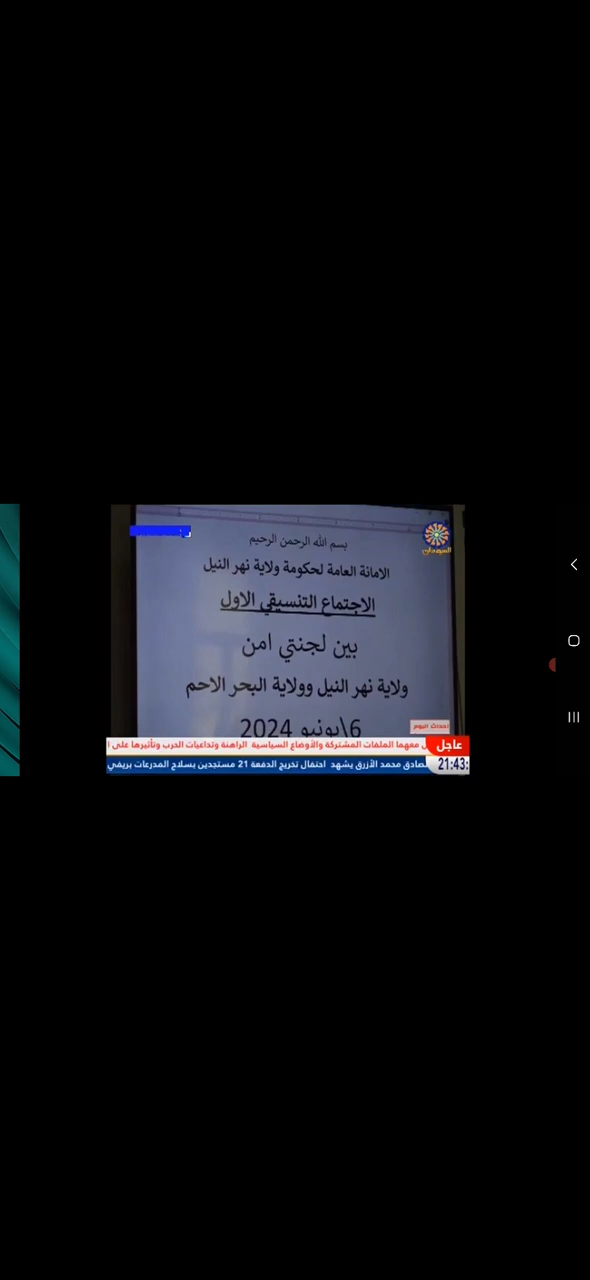 السودان
بسم الله الرحمن الرحيم
الامانة العامة لحكومة ولاية نهر النيل
الاجتماع التنسيقي الاول
بين لجنتي امن
ولاية نهر النيل وولاية البحر الاحم
6\يونيو 2024
احداث اليوم
عاجل
معهما الملفات المشتركة والأوضاع السياسية الراهنة وتداعيات الحرب وتأثيرها على ا
21:43:
صادق محمد الأزرق يشهد احتفال تخريج الدفعة 21 مستجدين بسلاح المدرعات بريفي